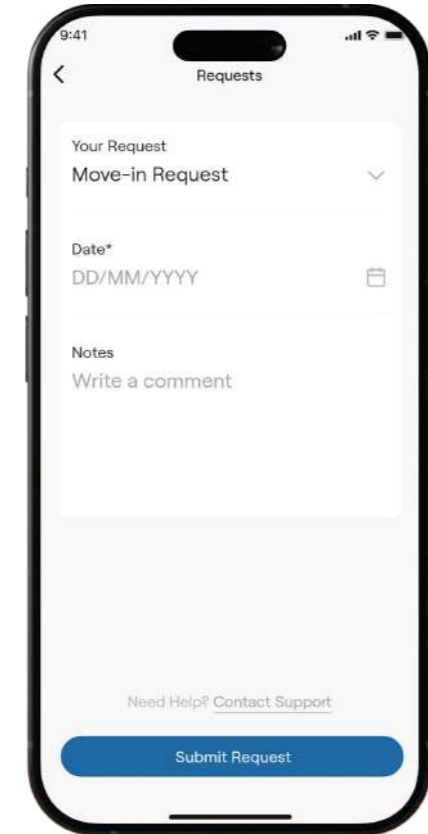 9:41
Requests
Your Request
Move-in Request
Date*
DD/MM/YYYY
Notes
Write a comment
Need Help? Contact Support
Submit Request